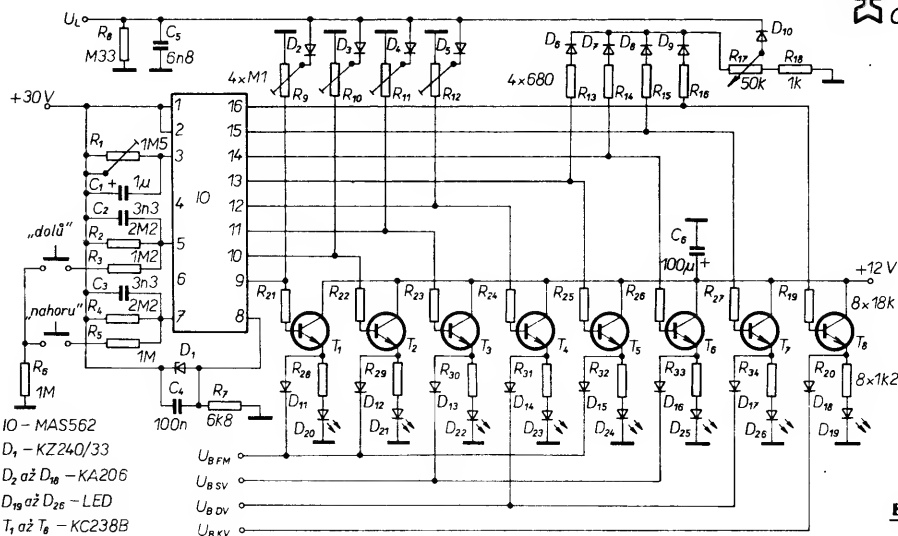 U_L
R_8
M33
C_5
6n8
D_2
D_3
D_4
D_5
4×M1
R_9
R_10
R_11
R_12
D_6
D_7
D_8
D_9
D_10
4×680
R_13
R_14
R_15
R_16
R_17
50k
R_18
1k
+30V
1
2
3
4
5
6
7
8
IO
16
15
14
13
12
11
10
9
R_1
1M5
C_1 +
1µ
C_2
3n3
R_2
2M2
„dolů"
R_3
1M2
C_3
3n3
R_4
2M2
„nahoru"
R_5
1M
R_6
1M
D_1
C_4
100n
R_7
6k8
C_6
100µ +
+12V
R_21
R_22
R_23
R_24
R_25
R_26
R_27
R_19
8×18k
T_1
T_2
T_3
T_4
T_5
T_6
T_7
T_8
R_28
R_29
R_30
R_31
R_32
R_33
R_34
R_20
8×1k2
D_11
D_12
D_13
D_14
D_15
D_16
D_17
D_18
D_20
D_21
D_22
D_23
D_24
D_25
D_26
D_19
IO – MAS562
D_1 – KZ240/33
D_2 až D_18 – KA206
D_19 až D_26 – LED
T_1 až T_8 – KC238B
U_BFM
U_BSV
U_BDV
U_BKV